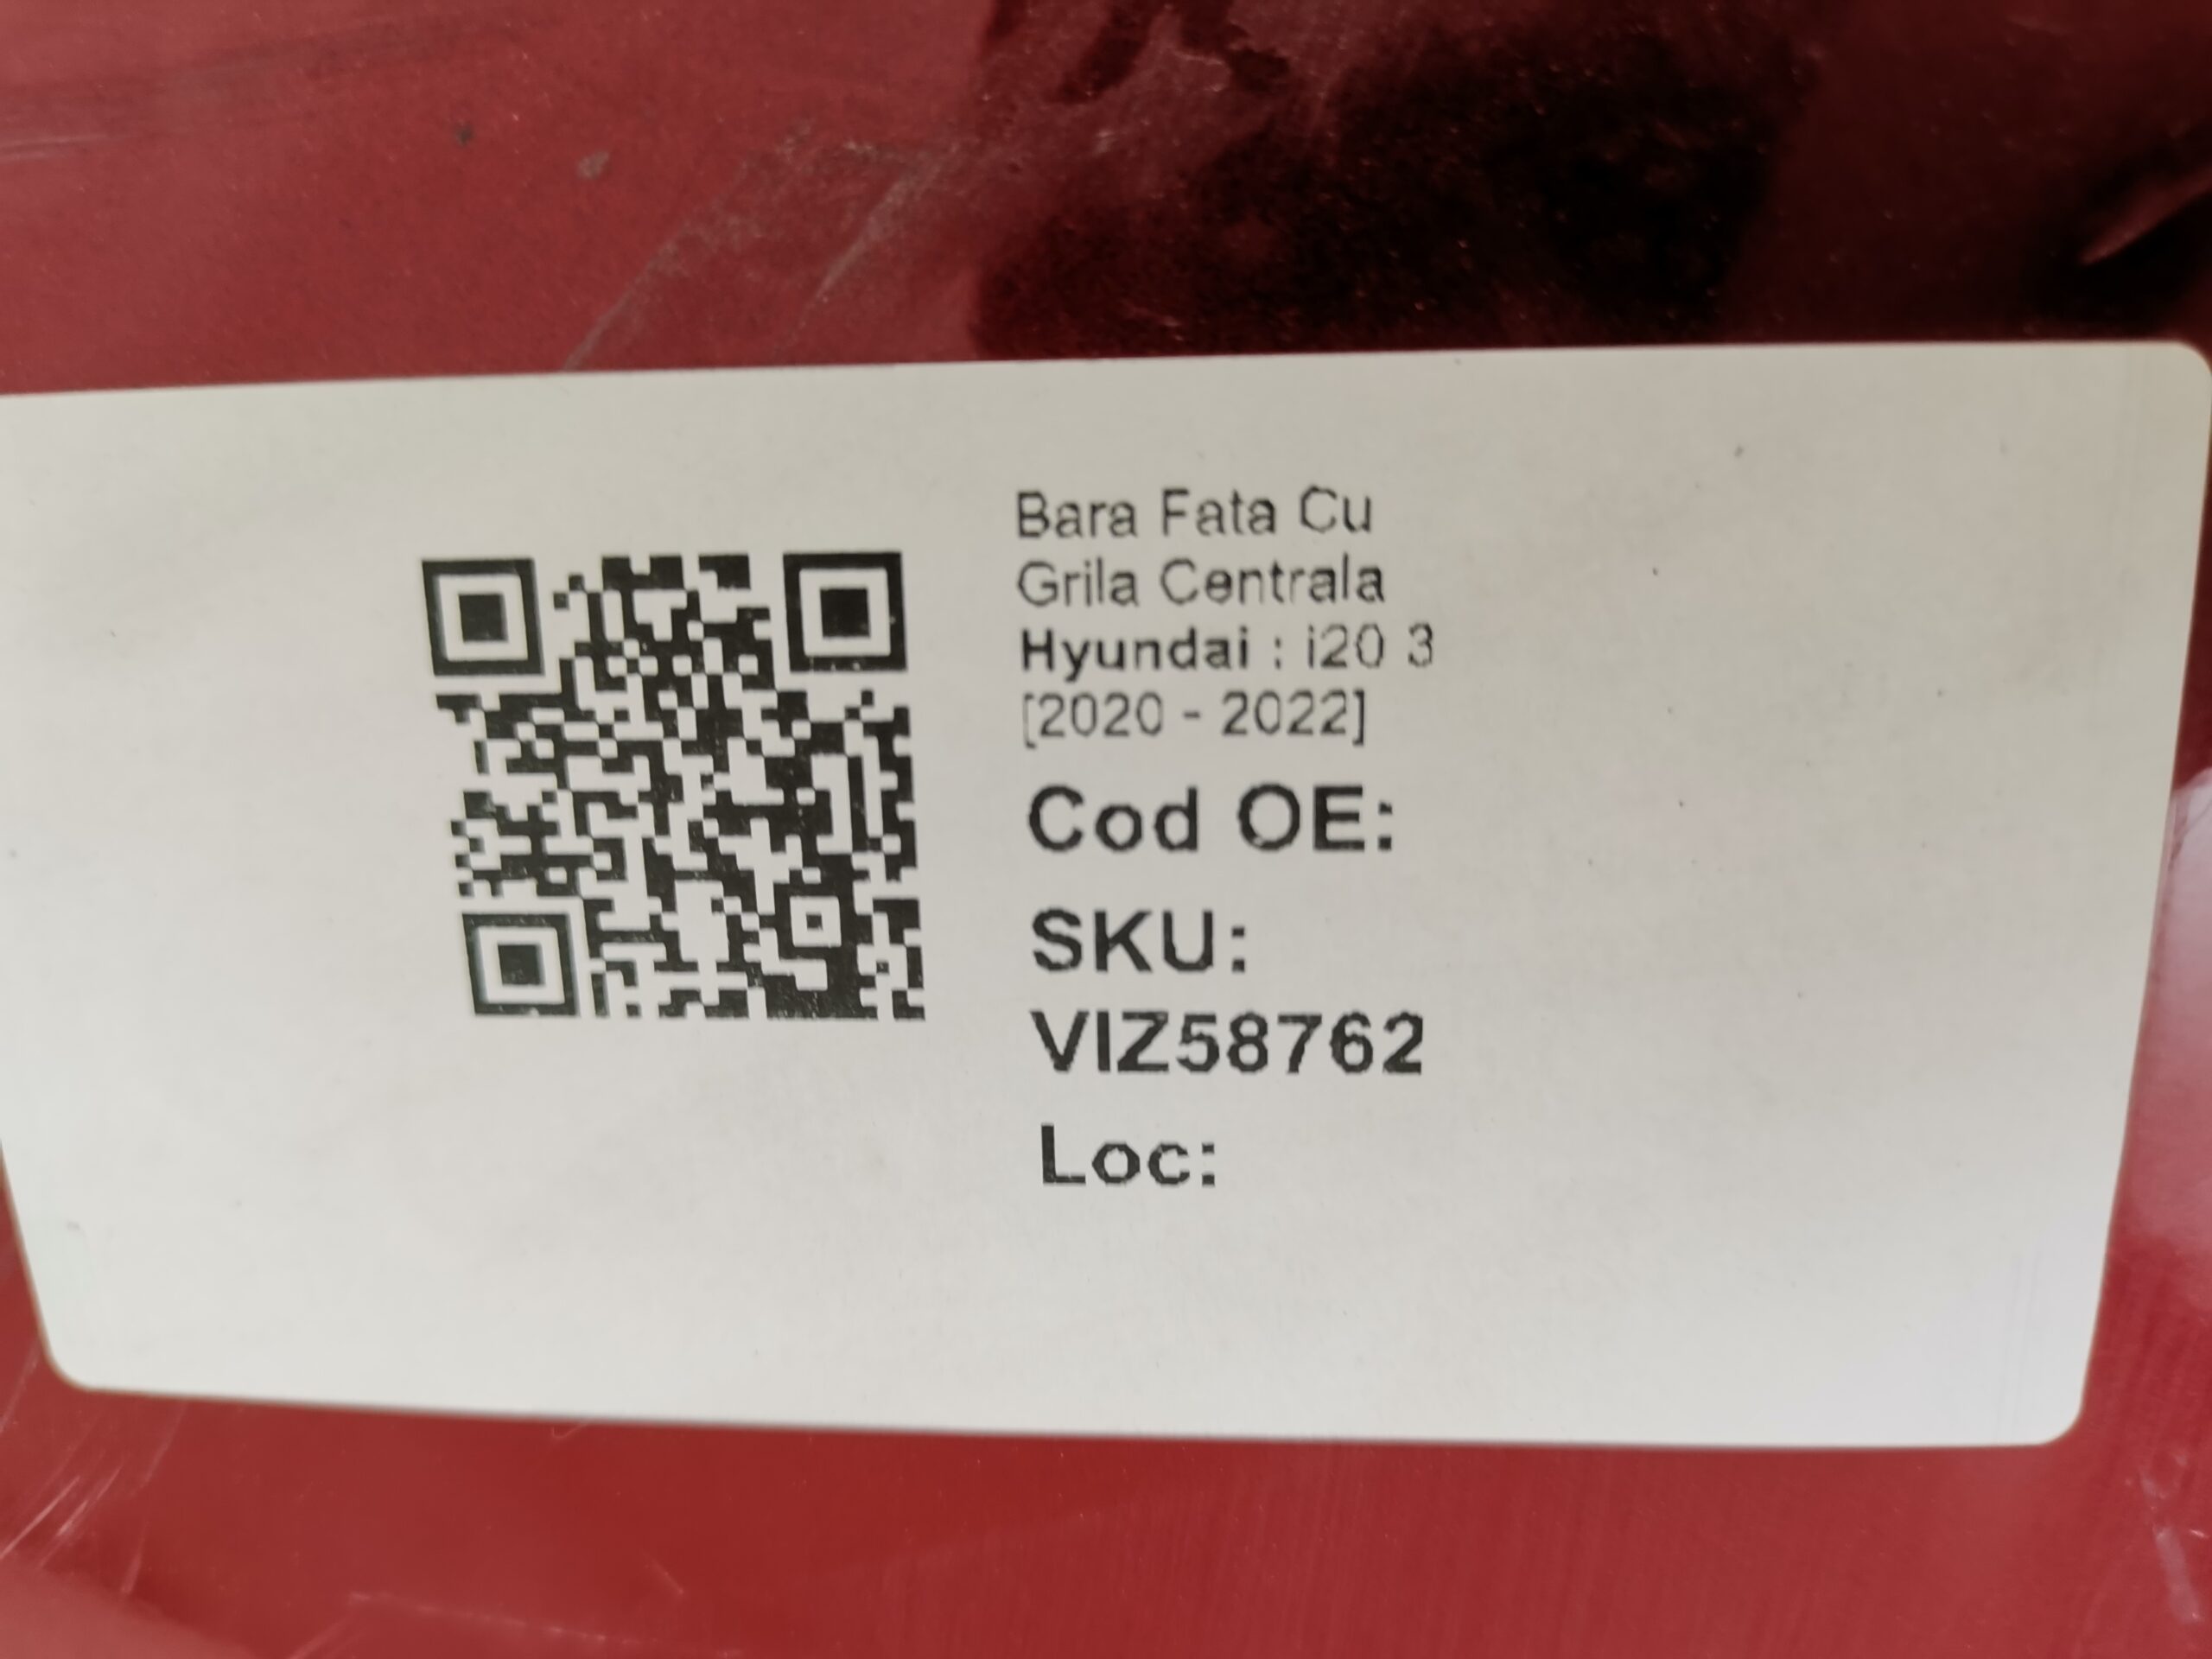 Bara Fata Cu
Grila Centrala
Hyundai : i20 3
[2020 - 2022]
Cod OE:
SKU:
VIZ58762
Loc: